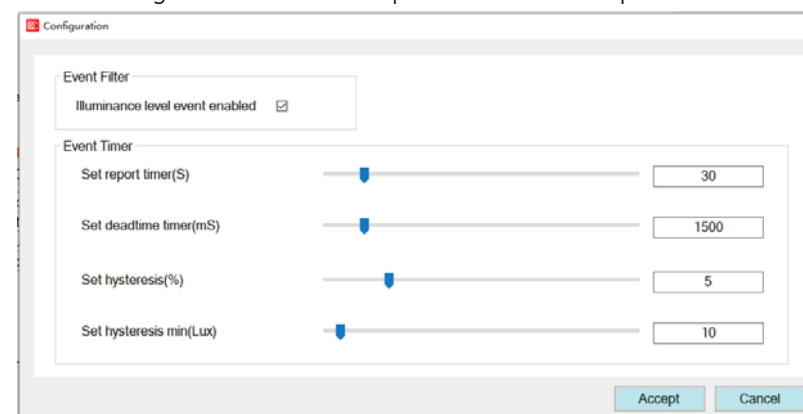 Configuration
Event Filter
Illuminance level event enabled
Event Timer
Set report timer(S) 30
Set deadtime timer(mS) 1500
Set hysteresis(%) 5
Set hysteresis min(Lux) 10
Accept Cancel